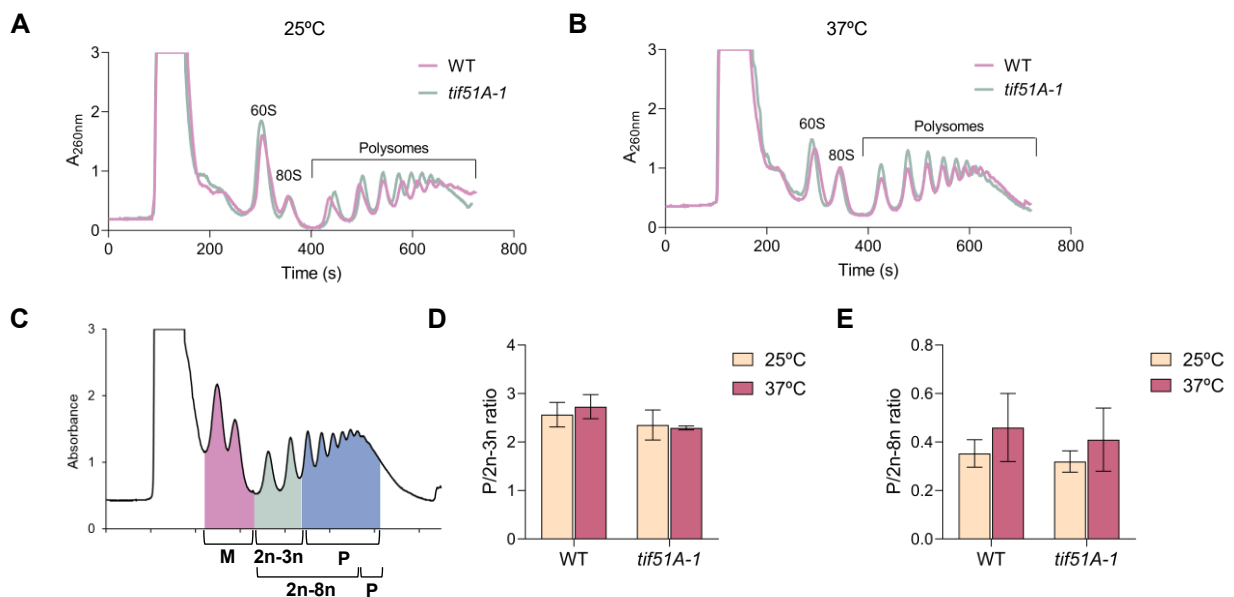 A
25ºC
3
2
1
0
A260nm
WT
tif51A-1
60S
80S
Polysomes
0
200
400
600
800
Time (s)
B
37ºC
3
2
1
0
A260nm
WT
tif51A-1
60S
80S
Polysomes
0
200
400
600
800
Time (s)
C
3
2
1
0
Absorbance
M
2n-3n
P
2n-8n
P
D
4
3
2
1
0
P/2n-3n ratio
25ºC
37ºC
WT
tif51A-1
E
0.8
0.6
0.4
0.2
0.0
P/2n-8n ratio
25ºC
37ºC
WT
tif51A-1